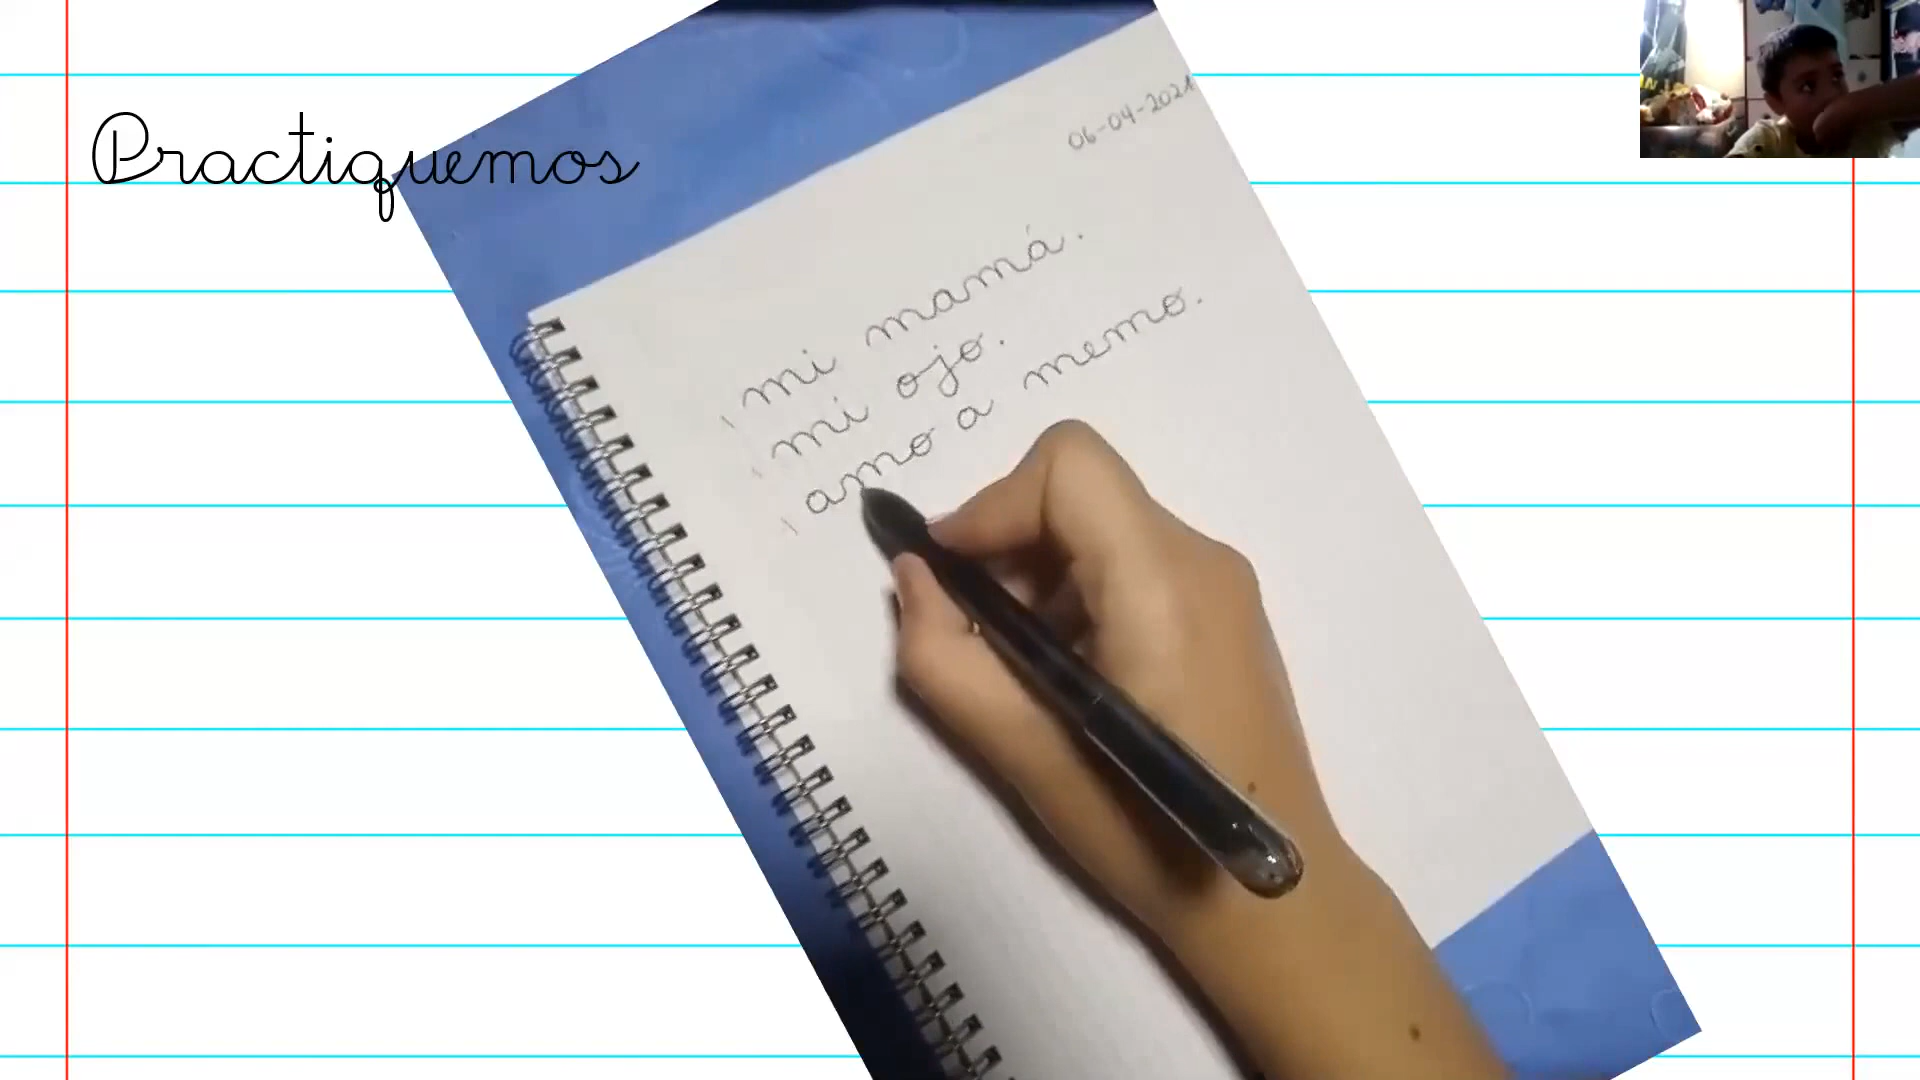 Practiquemos
06-04-2021
mi mamá.
mi ojo.
amo a memo.